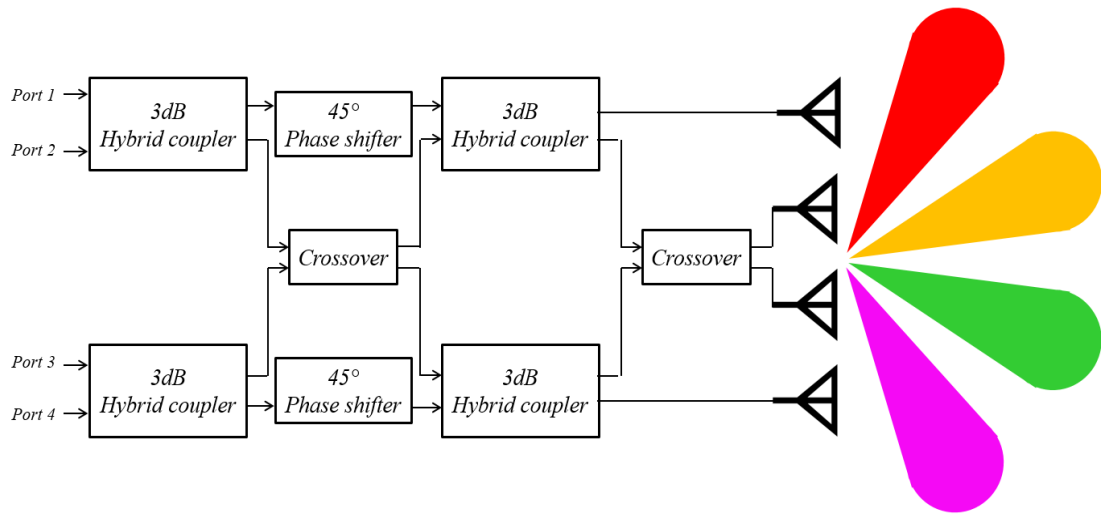 Port 1
Port 2
3dB
Hybrid coupler
45°
Phase shifter
3dB
Hybrid coupler
Crossover
Crossover
Port 3
Port 4
3dB
Hybrid coupler
45°
Phase shifter
3dB
Hybrid coupler